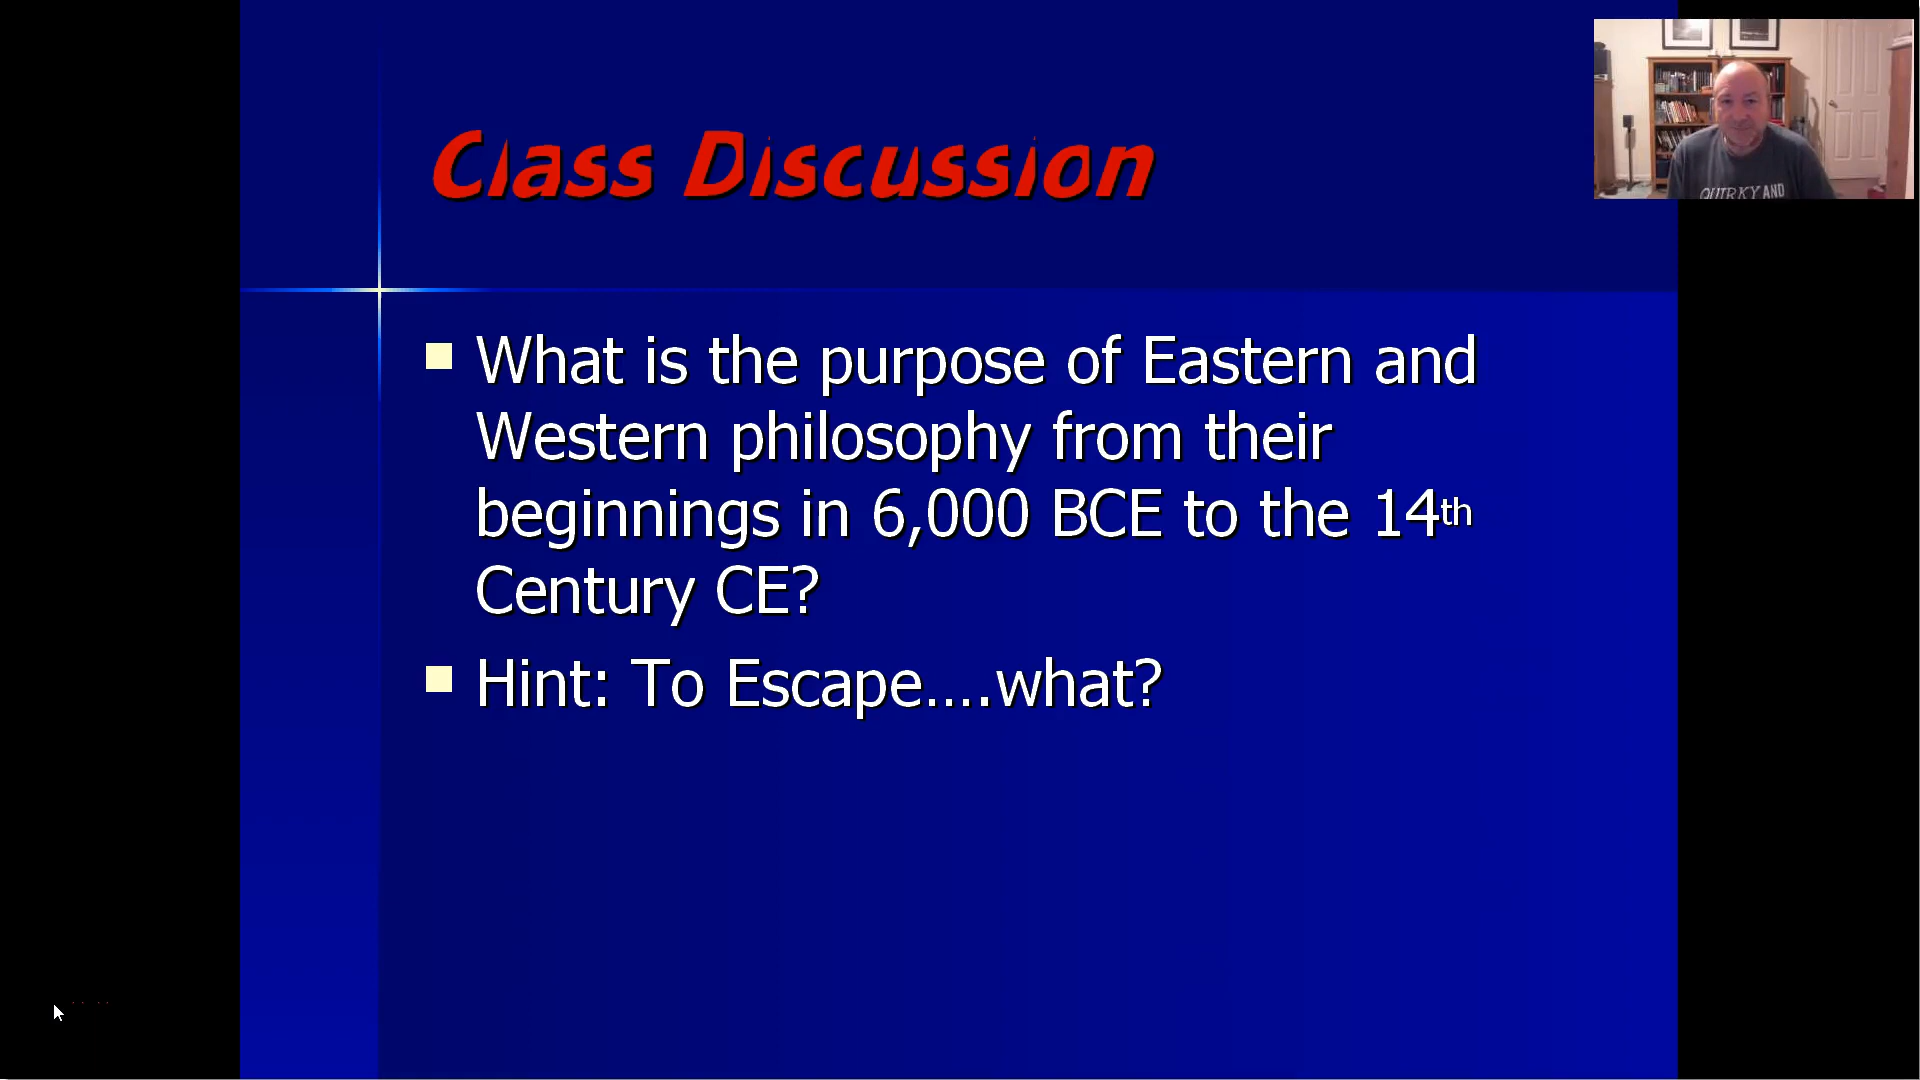 Class Discussion
What is the purpose of Eastern and
Western philosophy from their
beginnings in 6,000 BCE to the 14th
Century CE?
Hint: To Escape....what?
QUIRKY AND